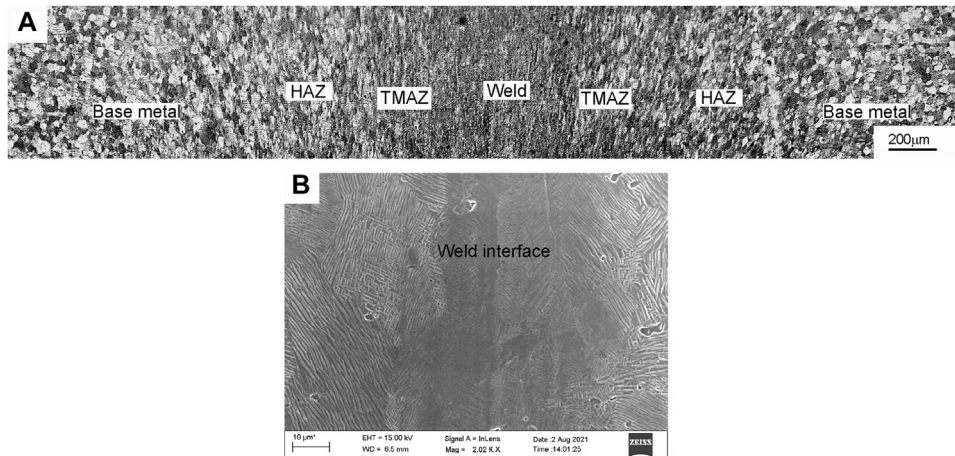 A
Base metal
HAZ
TMAZ
Weld
TMAZ
HAZ
Base metal
200μm
B
Weld interface
10 μm*
EHT = 15.00 kV
WD = 6.5 mm
Signal A = InLens
Mag = 2.02 K X
Date :2 Aug 2021
Time :14:01:25
ZEISS